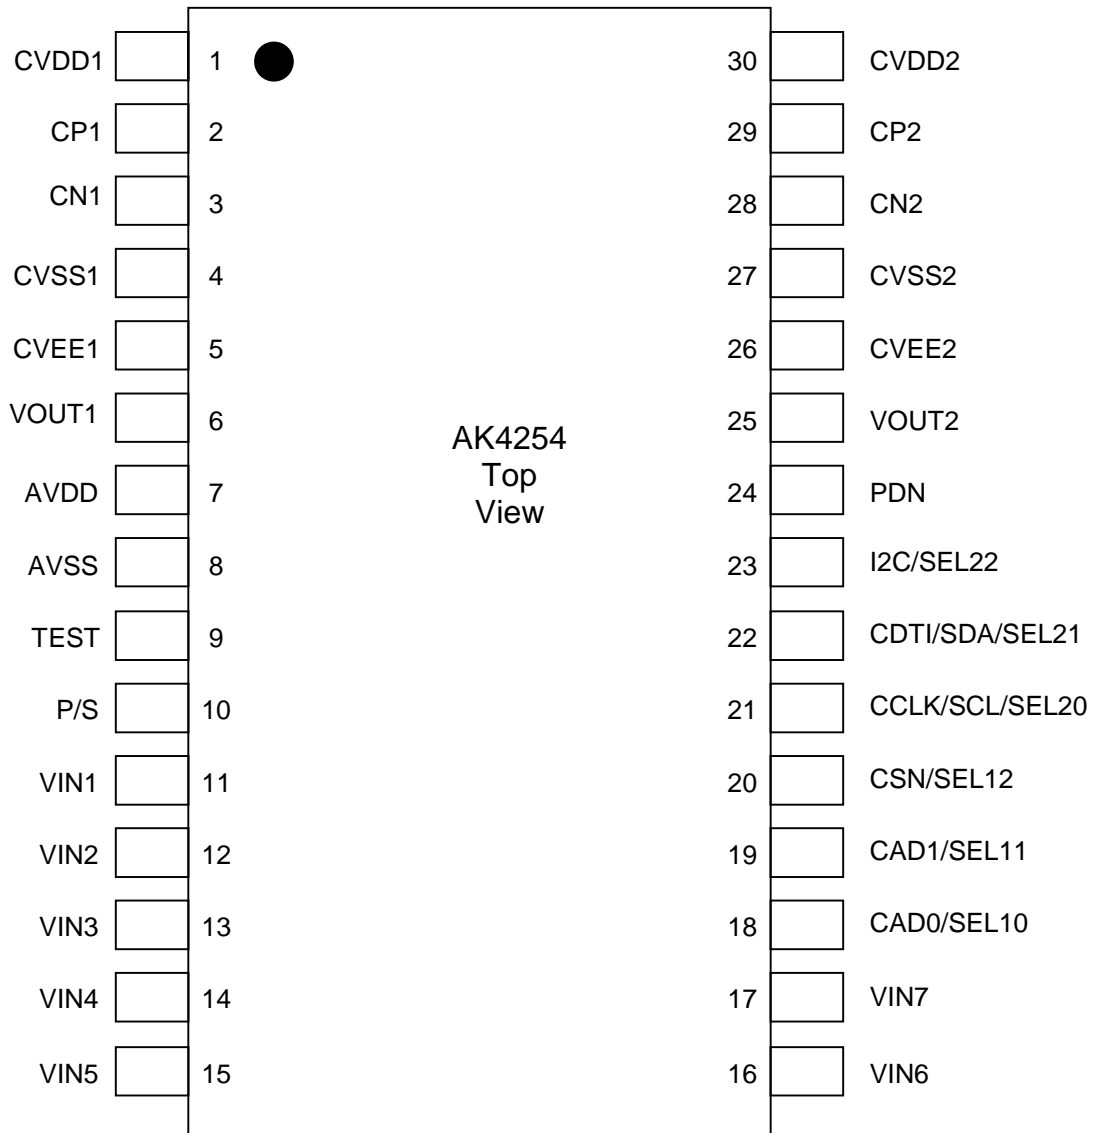 CVDD1 1 30 CVDD2
CP1 2 29 CP2
CN1 3 28 CN2
CVSS1 4 27 CVSS2
CVEE1 5 26 CVEE2
VOUT1 6 25 VOUT2
AK4254
Top
View
AVDD 7 24 PDN
AVSS 8 23 I2C/SEL22
TEST 9 22 CDTI/SDA/SEL21
P/S 10 21 CCLK/SCL/SEL20
VIN1 11 20 CSN/SEL12
VIN2 12 19 CAD1/SEL11
VIN3 13 18 CAD0/SEL10
VIN4 14 17 VIN7
VIN5 15 16 VIN6